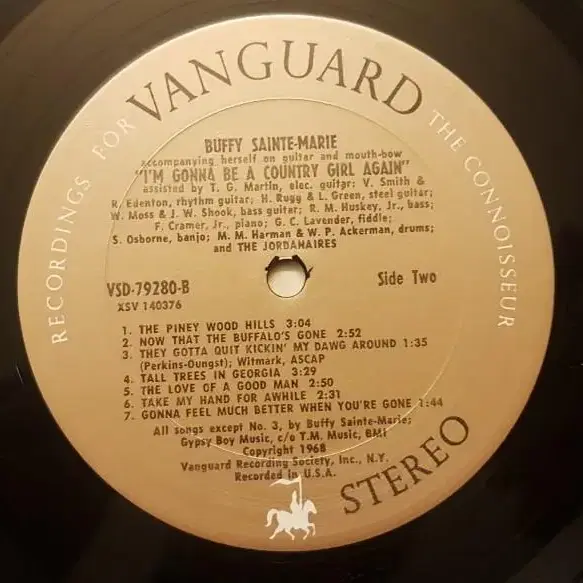 RECORDINGS FOR VANGUARD THE CONNOISSEUR
BUFFY SAINTE-MARIE
accompanying herself on guitar and mouth-bow
"I'M GONNA BE A COUNTRY GIRL AGAIN"
assisted by T. G. Martin, elec. guitar; V. Smith &
R. Edenton, rhythm guitar; H. Rugg & L. Green, steel guitar;
W. Moss & J. W. Shook, bass guitar; R. M. Huskey, Jr., bass;
F. Cramer, Jr., piano; G. C. Lavender, fiddle;
S. Osborne, banjo; M. M. Harman & W. P. Ackerman, drums;
and THE JORDANAIRES
VSD-79280-B
Side Two
XSV 140376
1. THE PINEY WOOD HILLS 3:04
2. NOW THAT THE BUFFALO'S GONE 2:52
3. THEY GOTTA QUIT KICKIN' MY DAWG AROUND 1:35
(Perkins-Oungst); Witmark, ASCAP
4. TALL TREES IN GEORGIA 3:29
5. THE LOVE OF A GOOD MAN 2:50
6. TAKE MY HAND FOR AWHILE 2:31
7. GONNA FEEL MUCH BETTER WHEN YOU'RE GONE 1:44
All songs except No. 3, by Buffy Sainte-Marie;
Gypsy Boy Music, c/o T.M. Music, BMI
Copyright 1968
Vanguard Recording Society, Inc., N.Y.
Recorded in U.S.A.
STEREO